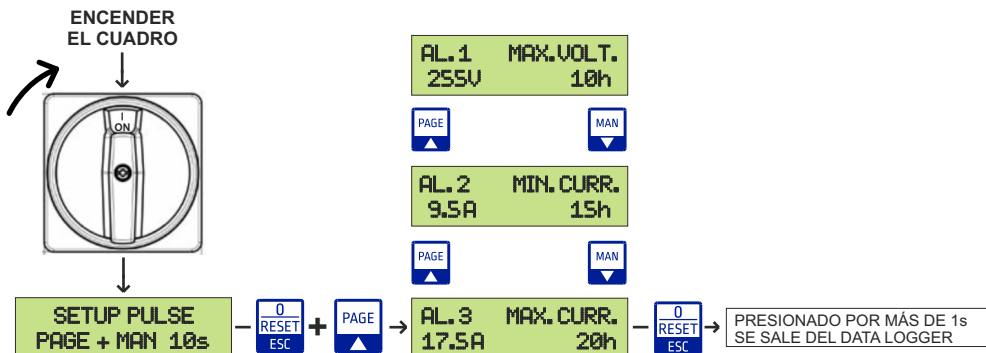 ENCENDER
EL CUADRO
I
ON
AL.1 MAX.VOLT.
255V 10h
PAGE
MAN
AL.2 MIN.CURR.
9.5A 15h
PAGE
MAN
SETUP PULSE
PAGE + MAN 10s
0
RESET
ESC
+
PAGE
AL.3 MAX.CURR.
17.5A 20h
0
RESET
ESC
PRESIONADO POR MÁS DE 1s
SE SALE DEL DATA LOGGER